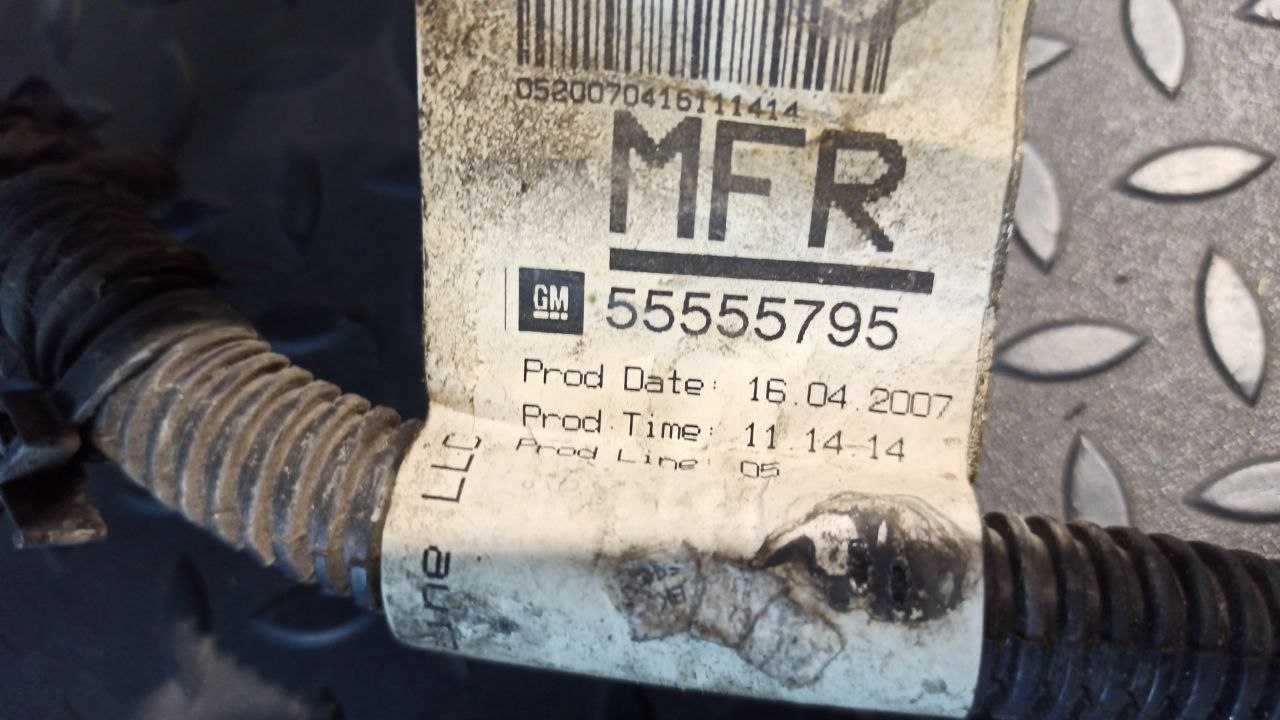 0520070416111414
MFR
GM 55555795
Prod Date: 16.04.2007
Prod Time: 11.14.14
Prod Line: 05
LLC